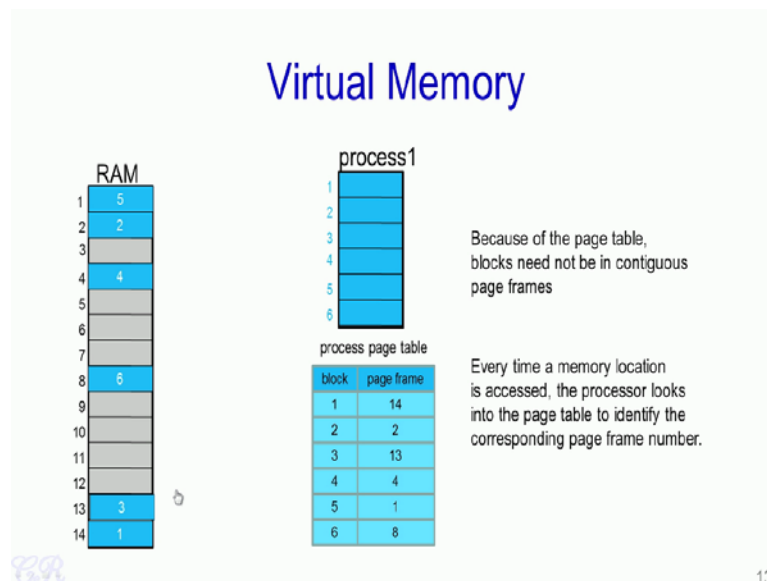 Virtual Memory
RAM
1 5
2 2
3
4 4
5
6
7
8 6
9
10
11
12
13 3
14 1
process1
1
2
3
4
5
6
process page table
block page frame
1 14
2 2
3 13
4 4
5 1
6 8
Because of the page table,
blocks need not be in contiguous
page frames
Every time a memory location
is accessed, the processor looks
into the page table to identify the
corresponding page frame number.